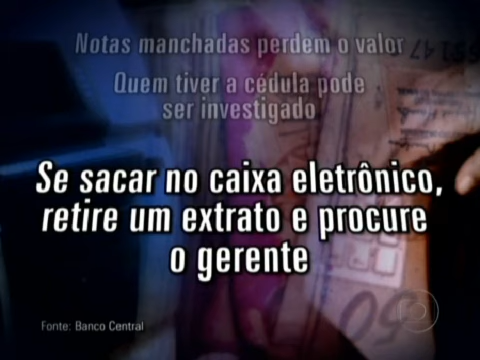 Notas manchadas perdem o valor
Quem tiver a cédula pode
ser investigado
Se sacar no caixa eletrônico,
retire um extrato e procure
o gerente
Fonte: Banco Central
50